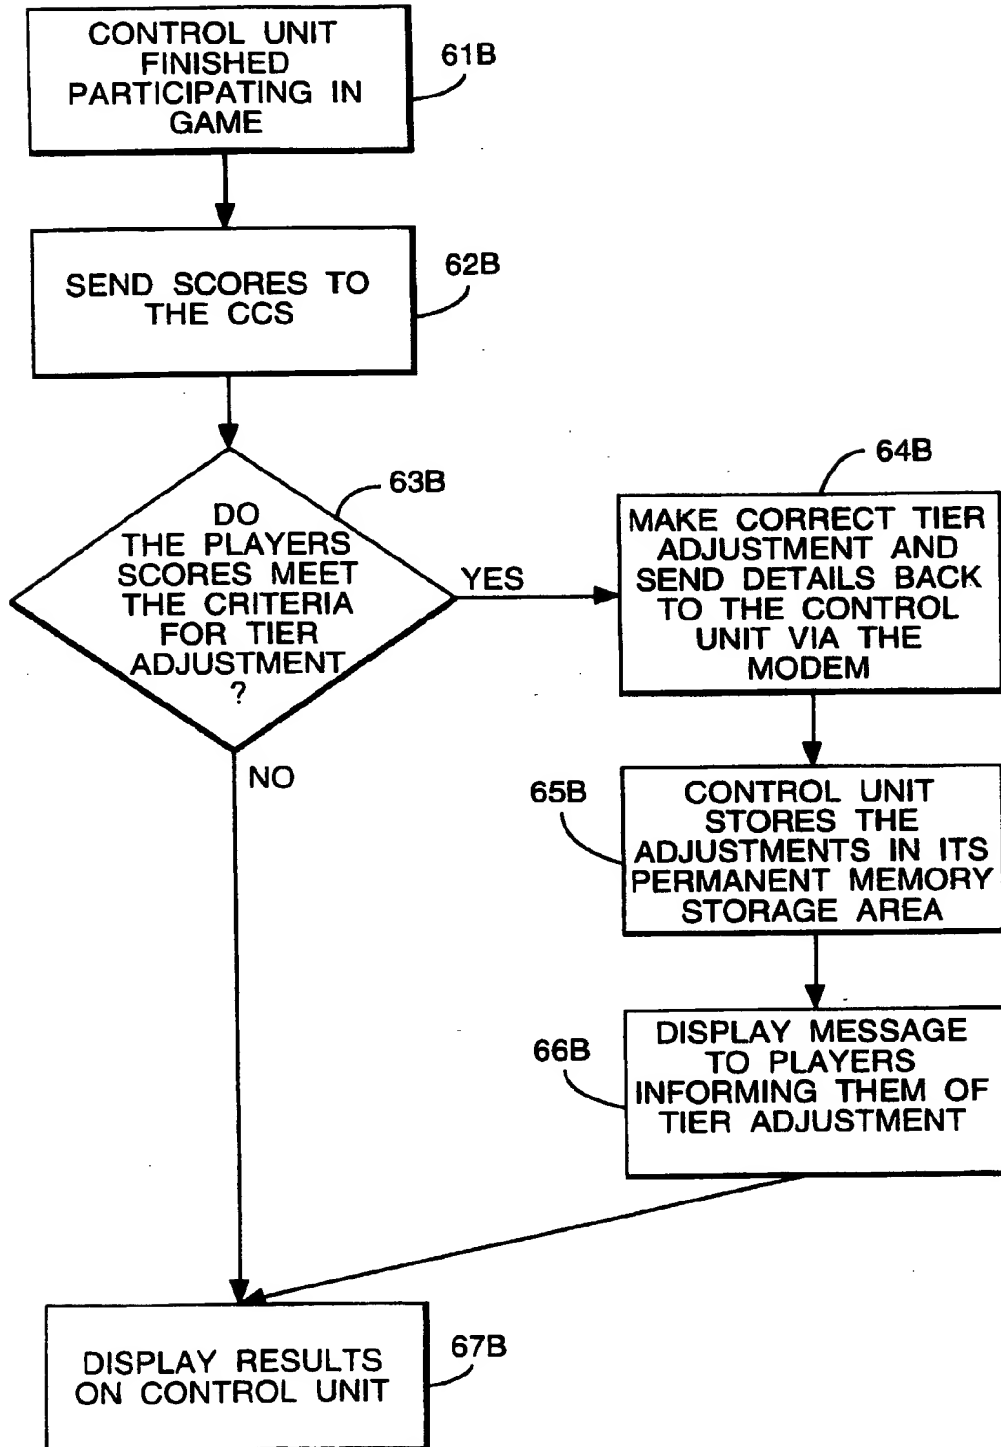 CONTROL UNIT
FINISHED
PARTICIPATING IN
GAME
61B
SEND SCORES TO
THE CCS
62B
DO
THE PLAYERS
SCORES MEET
THE CRITERIA
FOR TIER
ADJUSTMENT
?
63B
YES
NO
64B
MAKE CORRECT TIER
ADJUSTMENT AND
SEND DETAILS BACK
TO THE CONTROL
UNIT VIA THE
MODEM
65B
CONTROL UNIT
STORES THE
ADJUSTMENTS IN ITS
PERMANENT MEMORY
STORAGE AREA
66B
DISPLAY MESSAGE
TO PLAYERS
INFORMING THEM OF
TIER ADJUSTMENT
DISPLAY RESULTS
ON CONTROL UNIT
67B